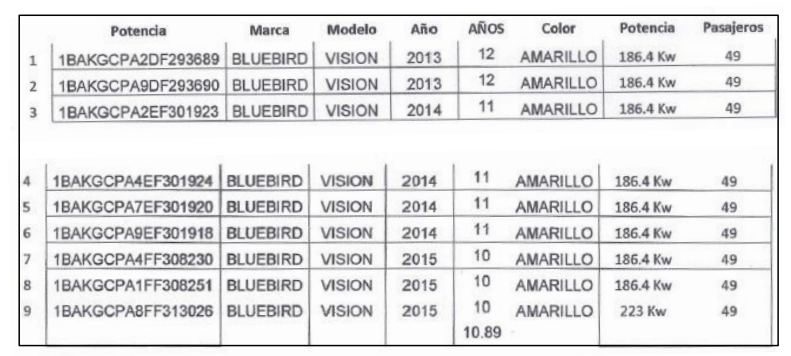 Potencia Marca Modelo Año AÑOS Color Potencia Pasajeros
1 1BAKGCPA2DF293689 BLUEBIRD VISION 2013 12 AMARILLO 186.4 Kw 49
2 1BAKGCPA9DF293690 BLUEBIRD VISION 2013 12 AMARILLO 186.4 Kw 49
3 1BAKGCPA2EF301923 BLUEBIRD VISION 2014 11 AMARILLO 186.4 Kw 49
4 1BAKGCPA4EF301924 BLUEBIRD VISION 2014 11 AMARILLO 186.4 Kw 49
5 1BAKGCPA7EF301920 BLUEBIRD VISION 2014 11 AMARILLO 186.4 Kw 49
6 1BAKGCPA9EF301918 BLUEBIRD VISION 2014 11 AMARILLO 186.4 Kw 49
7 1BAKGCPA4FF308230 BLUEBIRD VISION 2015 10 AMARILLO 186.4 Kw 49
8 1BAKGCPA1FF308251 BLUEBIRD VISION 2015 10 AMARILLO 186.4 Kw 49
9 1BAKGCPA8FF313026 BLUEBIRD VISION 2015 10 AMARILLO 223 Kw 49
10.89